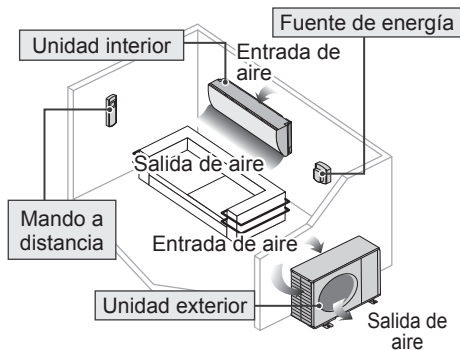 Fuente de energía
Unidad interior
Entrada de
aire
Salida de aire
Mando a
distancia
Entrada de aire
Unidad exterior
Salida de
aire